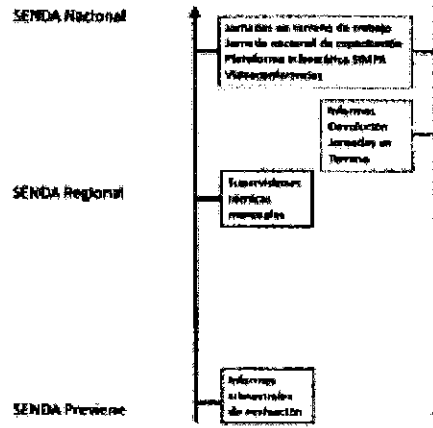 SENDA Nacional
Jornadas en terreno de trabajo
Jornada nacional de capacitación
Plataforma informática SIMPA
Videoconferencias
Informes
Devolución
Jornadas en
Terreno
SENDA Regional
Supervisiones
técnicas
mensuales
Informes
semestrales
de evaluación
SENDA Previene